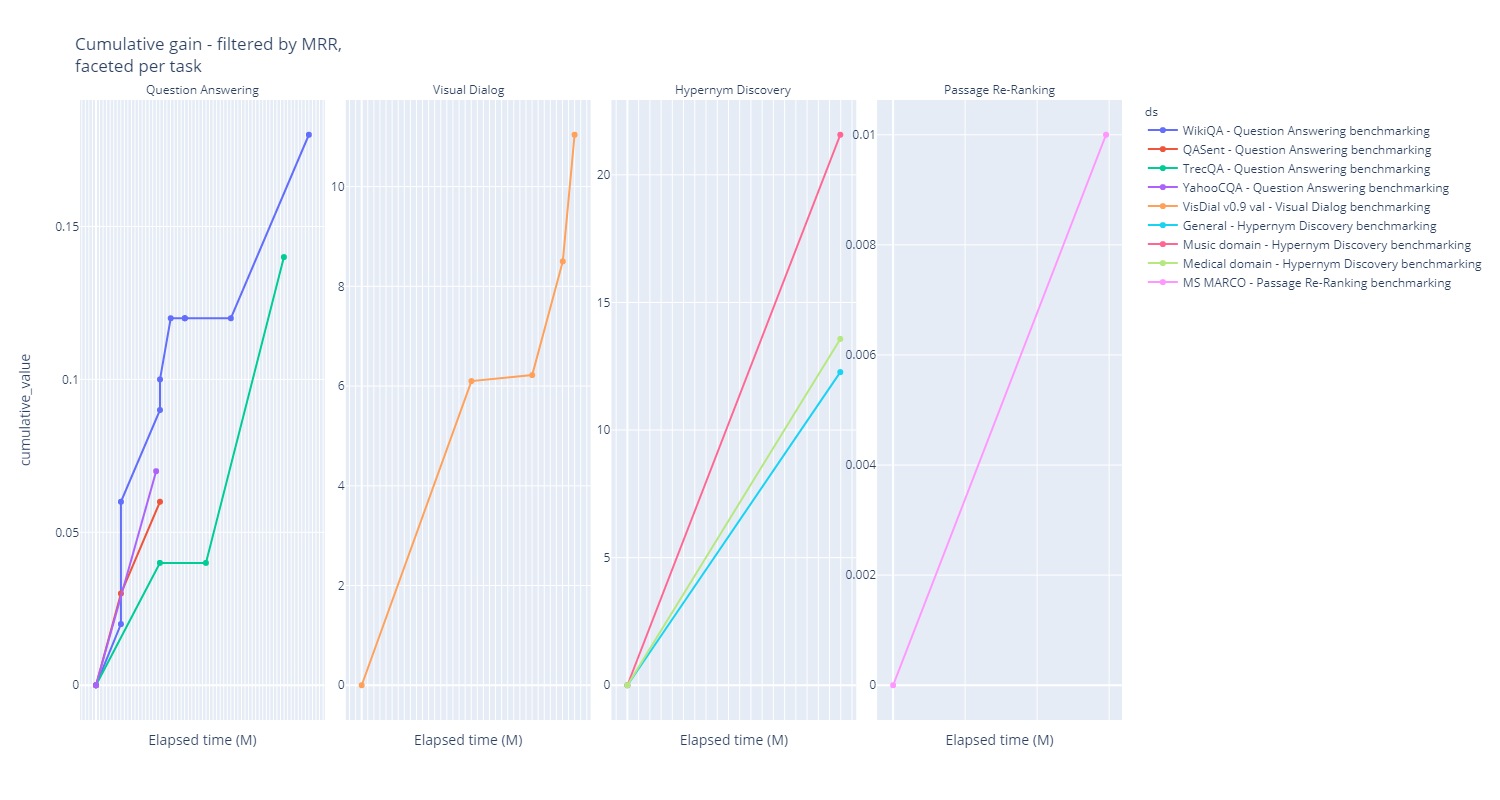 Cumulative gain - filtered by MRR,
faceted per task
Question Answering
Visual Dialog
Hypernym Discovery
Passage Re-Ranking
cumulative_value
0.15
0.1
0.05
0
10
8
6
4
2
0
20
15
10
5
0
0.01
0.008
0.006
0.004
0.002
0
Elapsed time (M)
Elapsed time (M)
Elapsed time (M)
Elapsed time (M)
ds
WikiQA - Question Answering benchmarking
QASent - Question Answering benchmarking
TrecQA - Question Answering benchmarking
YahooCQA - Question Answering benchmarking
VisDial v0.9 val - Visual Dialog benchmarking
General - Hypernym Discovery benchmarking
Music domain - Hypernym Discovery benchmarking
Medical domain - Hypernym Discovery benchmarking
MS MARCO - Passage Re-Ranking benchmarking